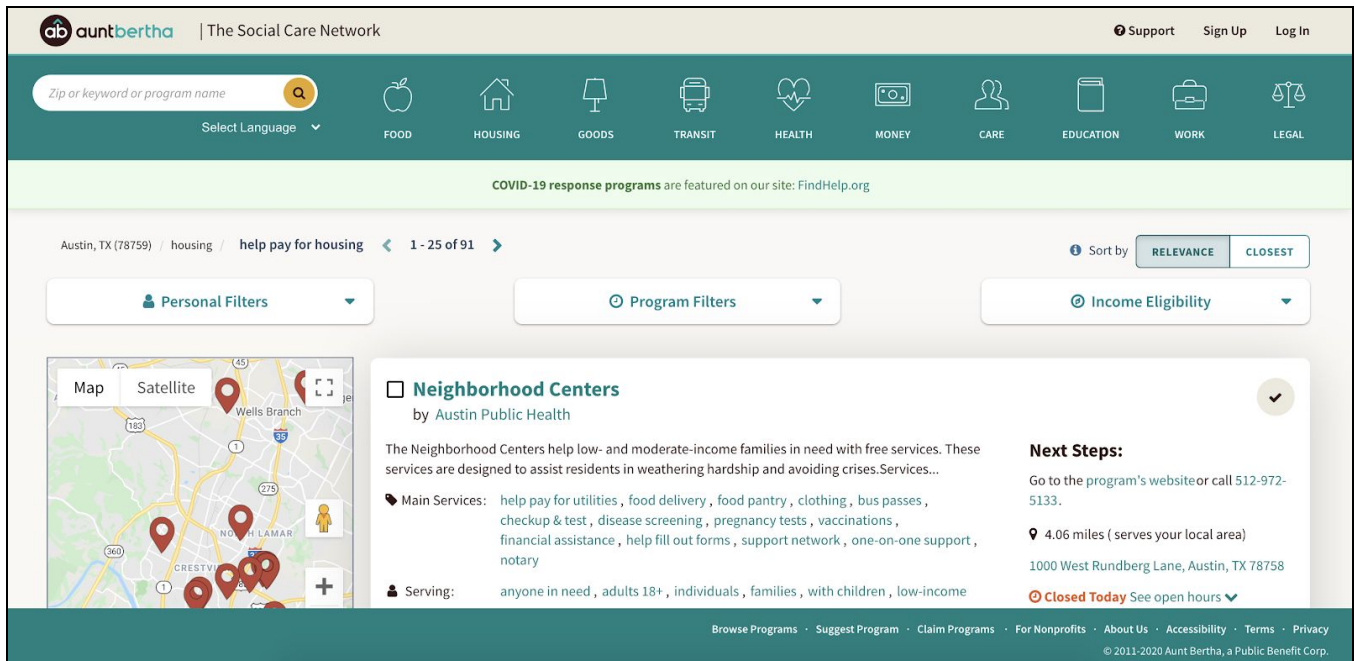 ab auntbertha | The Social Care Network
Support Sign Up Log In
Zip or keyword or program name
Select Language
FOOD HOUSING GOODS TRANSIT HEALTH MONEY CARE EDUCATION WORK LEGAL
COVID-19 response programs are featured on our site: FindHelp.org
Austin, TX (78759) / housing / help pay for housing 1 - 25 of 91
Sort by RELEVANCE CLOSEST
Personal Filters Program Filters Income Eligibility
Map Satellite
45
Wells Branch
183
35
1
275
NORTH LAMAR
360
CRESTVI
1
+
Neighborhood Centers
by Austin Public Health
The Neighborhood Centers help low- and moderate-income families in need with free services. These
services are designed to assist residents in weathering hardship and avoiding crises.Services...
Main Services: help pay for utilities , food delivery , food pantry , clothing , bus passes ,
checkup & test , disease screening , pregnancy tests , vaccinations ,
financial assistance , help fill out forms , support network , one-on-one support ,
notary
Serving: anyone in need , adults 18+ , individuals , families , with children , low-income
Next Steps:
Go to the program's website or call 512-972-
5133.
4.06 miles ( serves your local area)
1000 West Rundberg Lane, Austin, TX 78758
Closed Today See open hours
Browse Programs · Suggest Program · Claim Programs · For Nonprofits · About Us · Accessibility · Terms · Privacy
© 2011-2020 Aunt Bertha, a Public Benefit Corp.